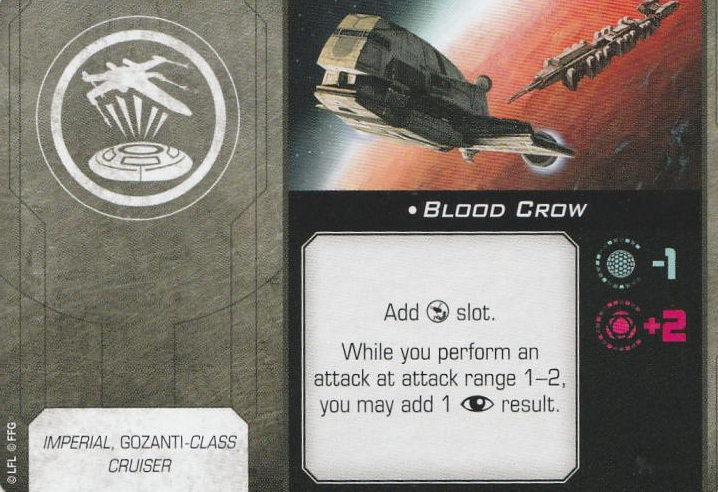 • BLOOD CROW
-1
+2
Add slot.
While you perform an
attack at attack range 1–2,
you may add 1 result.
IMPERIAL, GOZANTI-CLASS
CRUISER
©LFL ©FFG